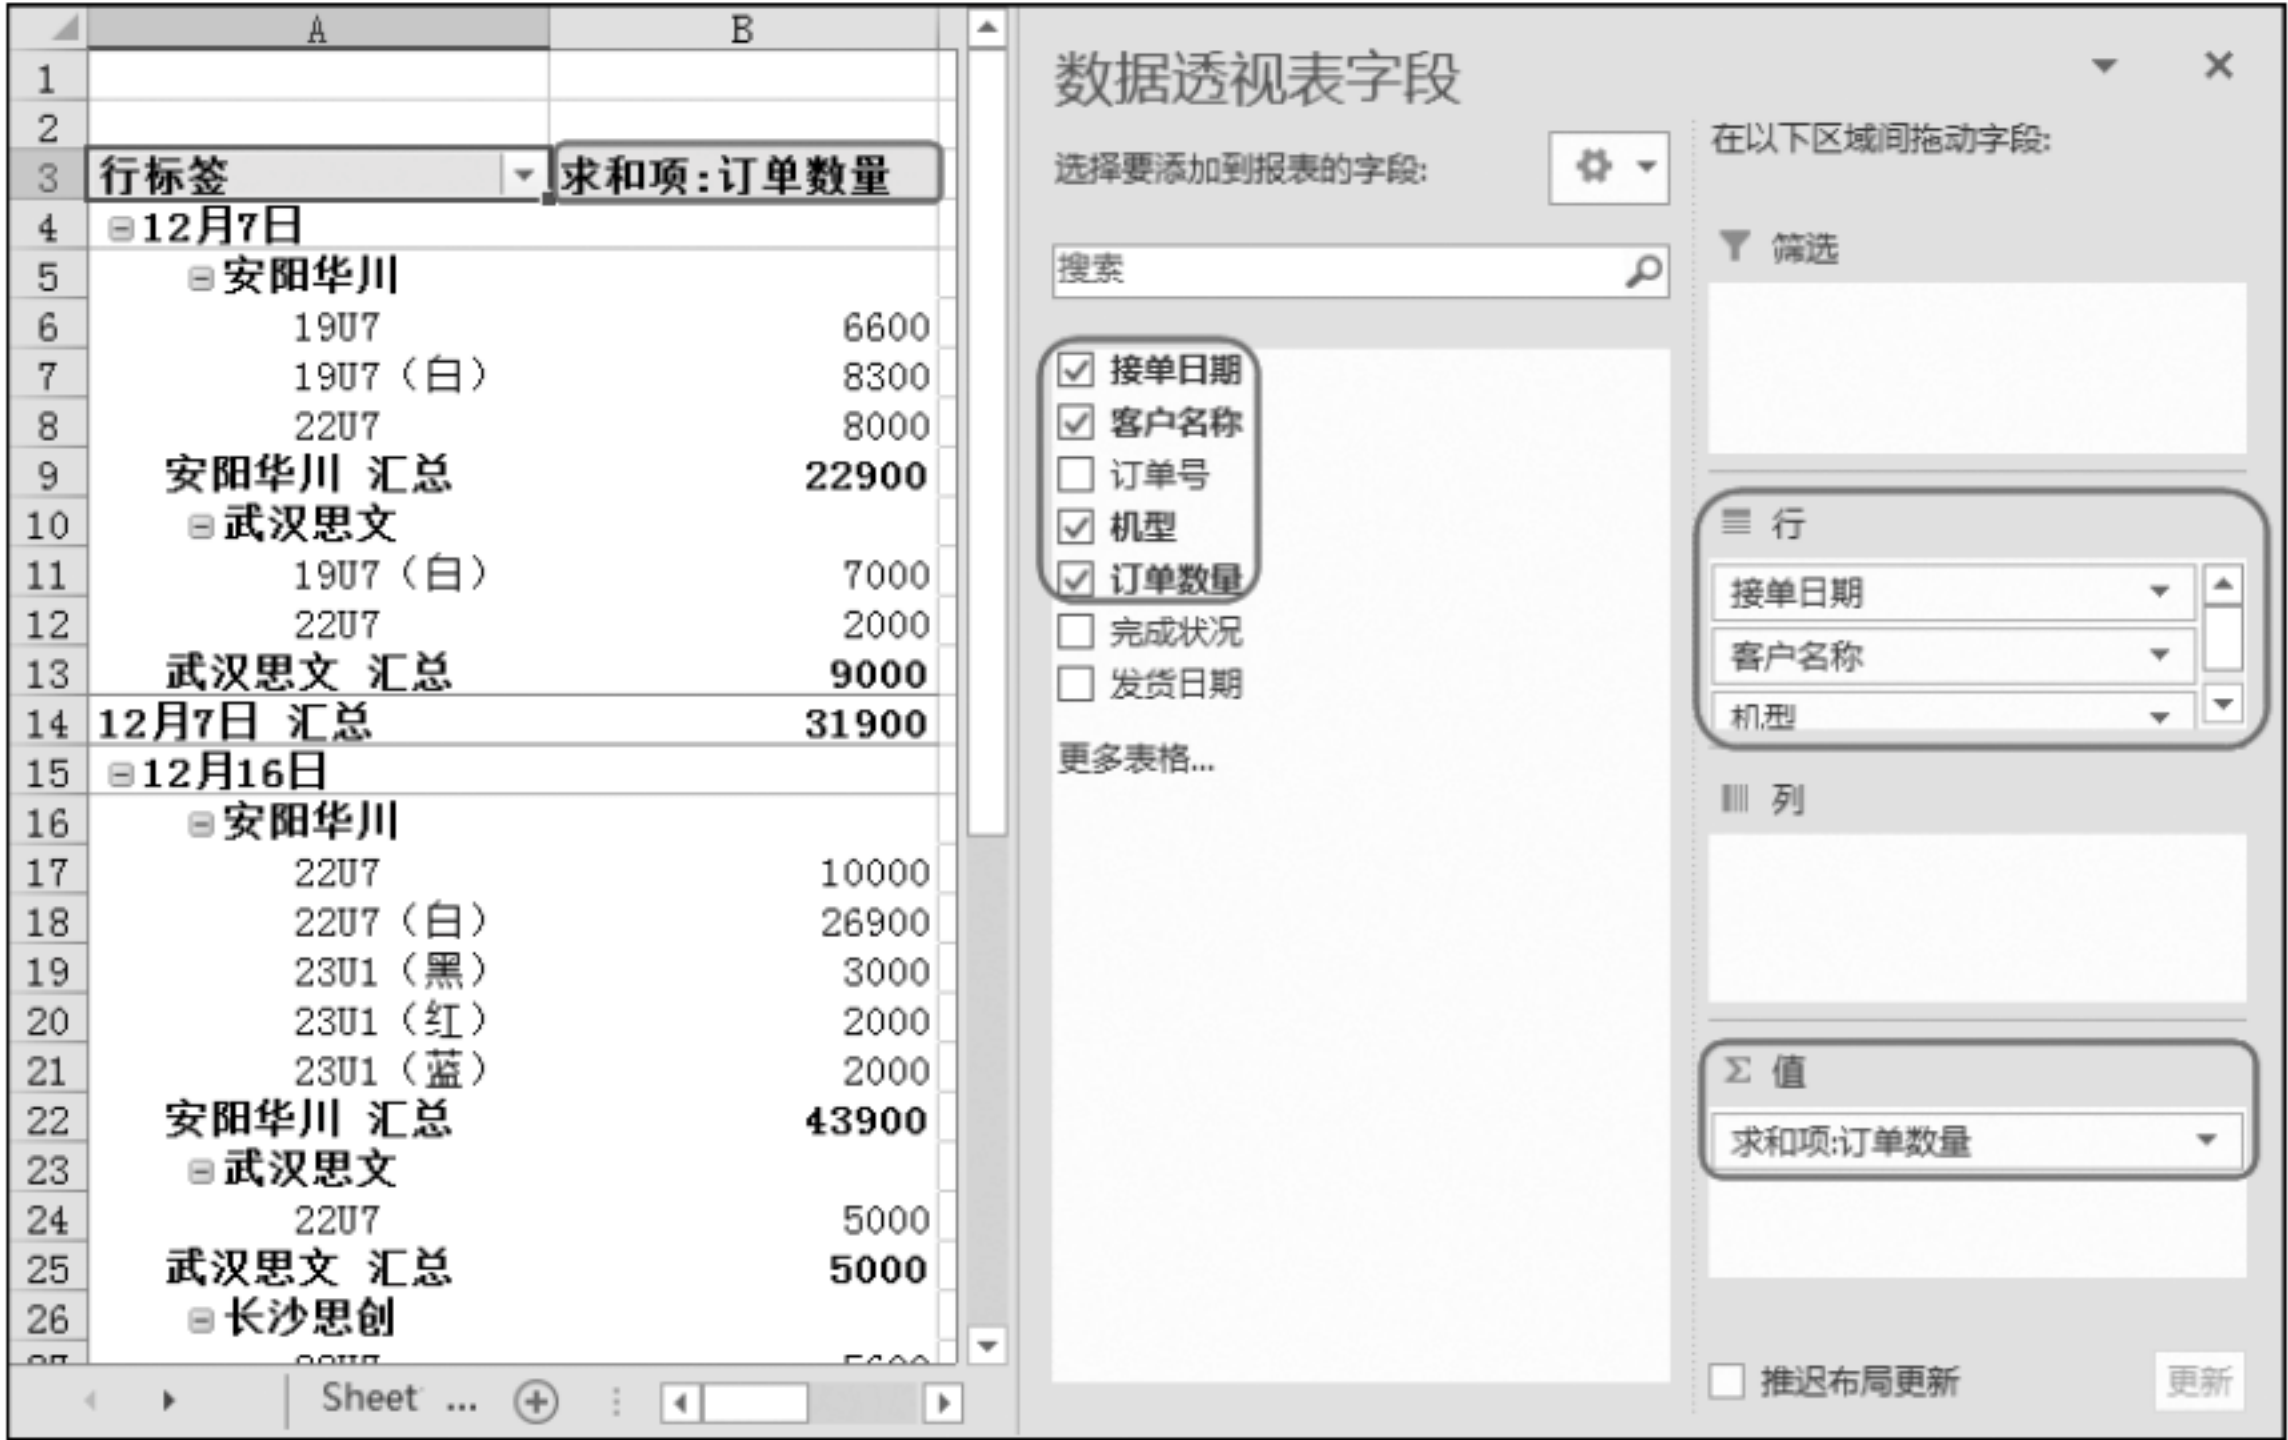 A B
1
2
3 行标签 求和项:订单数量
4 12月7日
5 安阳华川
6 19U7 6600
7 19U7（白） 8300
8 22U7 8000
9 安阳华川 汇总 22900
10 武汉思文
11 19U7（白） 7000
12 22U7 2000
13 武汉思文 汇总 9000
14 12月7日 汇总 31900
15 12月16日
16 安阳华川
17 22U7 10000
18 22U7（白） 26900
19 23U1（黑） 3000
20 23U1（红） 2000
21 23U1（蓝） 2000
22 安阳华川 汇总 43900
23 武汉思文
24 22U7 5000
25 武汉思文 汇总 5000
26 长沙思创
Sheet ...
数据透视表字段
选择要添加到报表的字段:
搜索
接单日期
客户名称
订单号
机型
订单数量
完成状况
发货日期
更多表格...
在以下区域间拖动字段:
筛选
行
接单日期
客户名称
机型
列
Σ 值
求和项:订单数量
推迟布局更新 更新